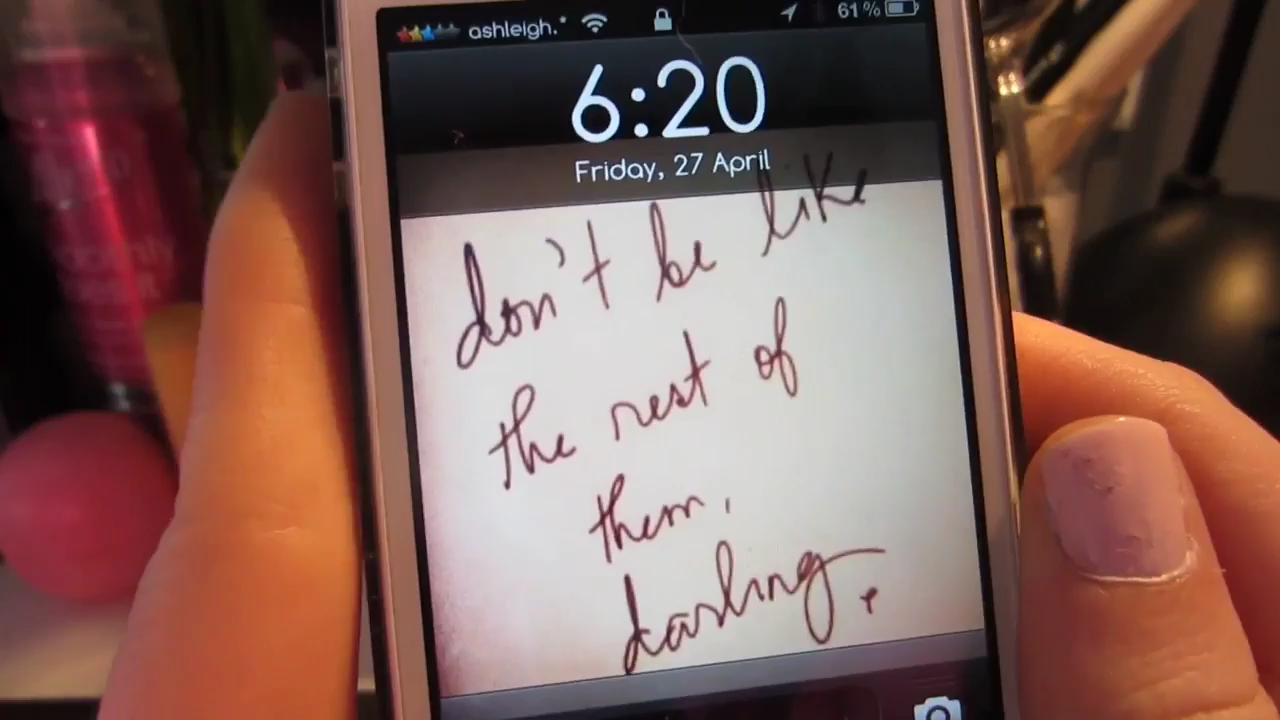 ashleigh.* 61%
6:20
Friday, 27 April
don't be like
the rest of
them,
darling.